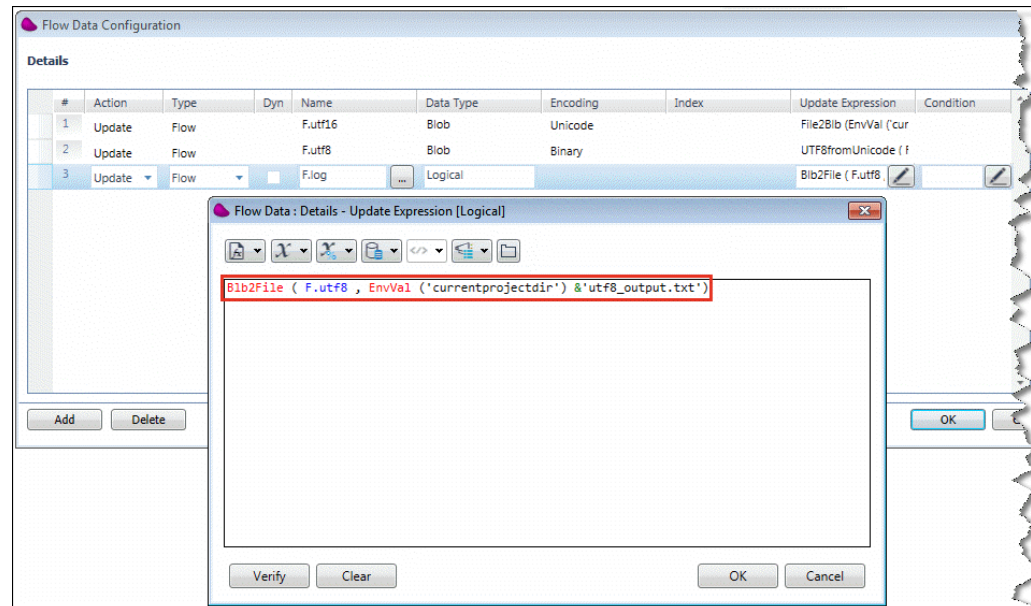 Flow Data Configuration
Details
# Action Type Dyn Name Data Type Encoding Index Update Expression Condition
1 Update Flow F.utf16 Blob Unicode File2Blb (EnvVal ('cur
2 Update Flow F.utf8 Blob Binary UTF8fromUnicode (
3 Update Flow F.log ... Logical Blb2File ( F.utf8
Flow Data : Details - Update Expression [Logical]
Blb2File ( F.utf8 , EnvVal ('currentprojectdir') &'utf8_output.txt')
Add Delete OK
Verify Clear OK Cancel